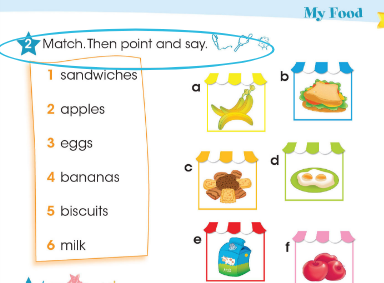 My Food
2 Match. Then point and say.
1 sandwiches
2 apples
3 eggs
4 bananas
5 biscuits
6 milk
a
b
c
d
e
f